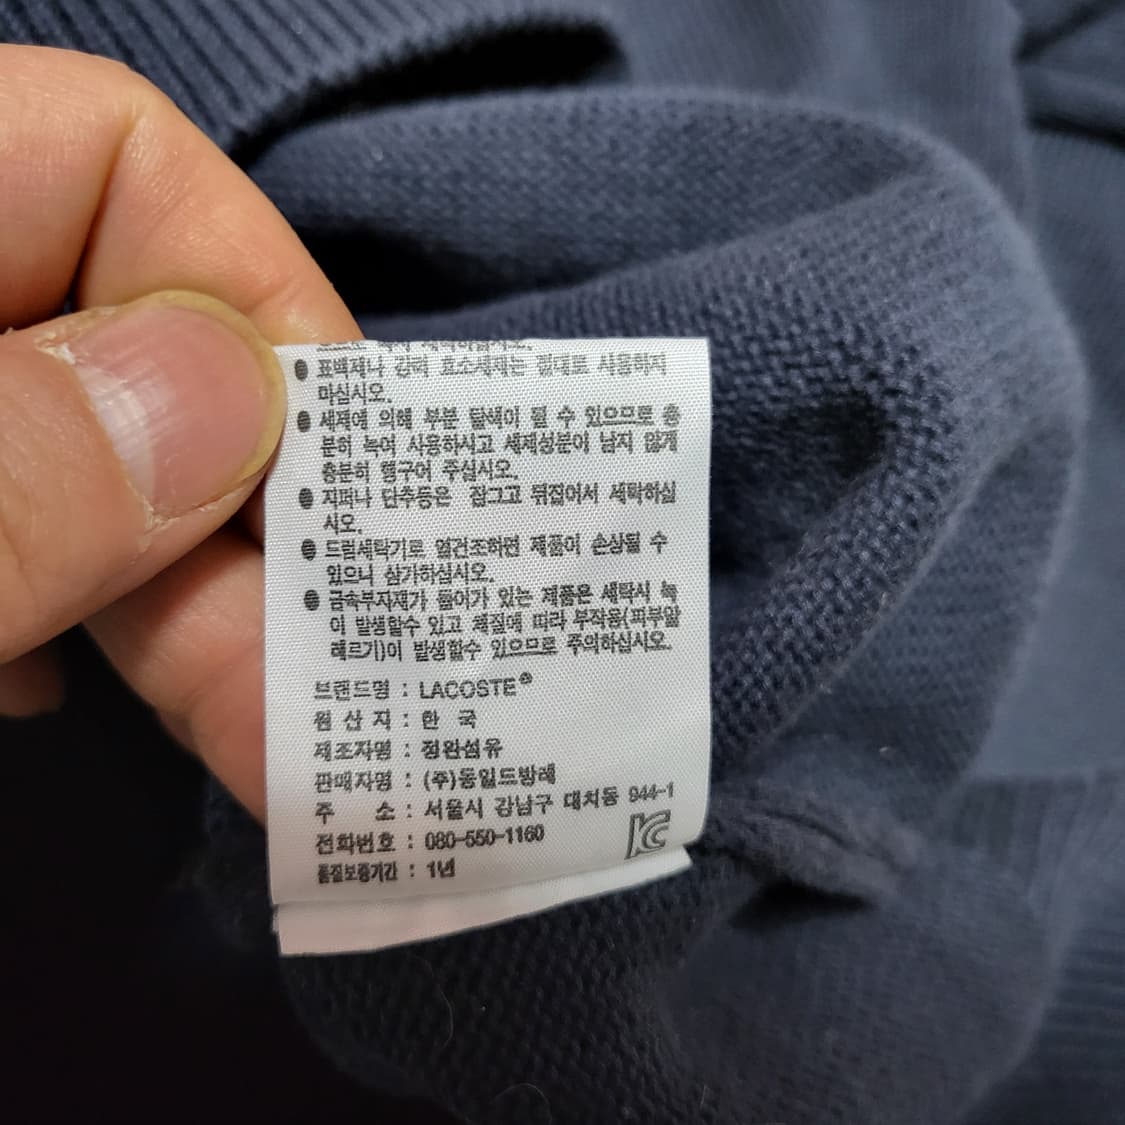 ● 표백제나 강력 효소세제는 절대로 사용하지
마십시오.
● 세제에 의해 부분 탈색이 될 수 있으므로 충
분히 녹여 사용하시고 세제성분이 남지 않게
충분히 헹구어 주십시오.
● 지퍼나 단추등은 잠그고 뒤집어서 세탁하십
시오.
● 드럼세탁기로 열건조하면 제품이 손상될 수
있으니 삼가하십시오.
● 금속부자재가 들어가 있는 제품은 세탁시 녹
이 발생할수 있고 체질에 따라 부작용(피부알
레르기)이 발생할수 있으므로 주의하십시오.
브랜드명 : LACOSTE®
원 산 지 : 한 국
제조자명 : 정완섬유
판매자명 : (주)동일드방레
주 소 : 서울시 강남구 대치동 944-1
전화번호 : 080-550-1160
품질보증기간 : 1년